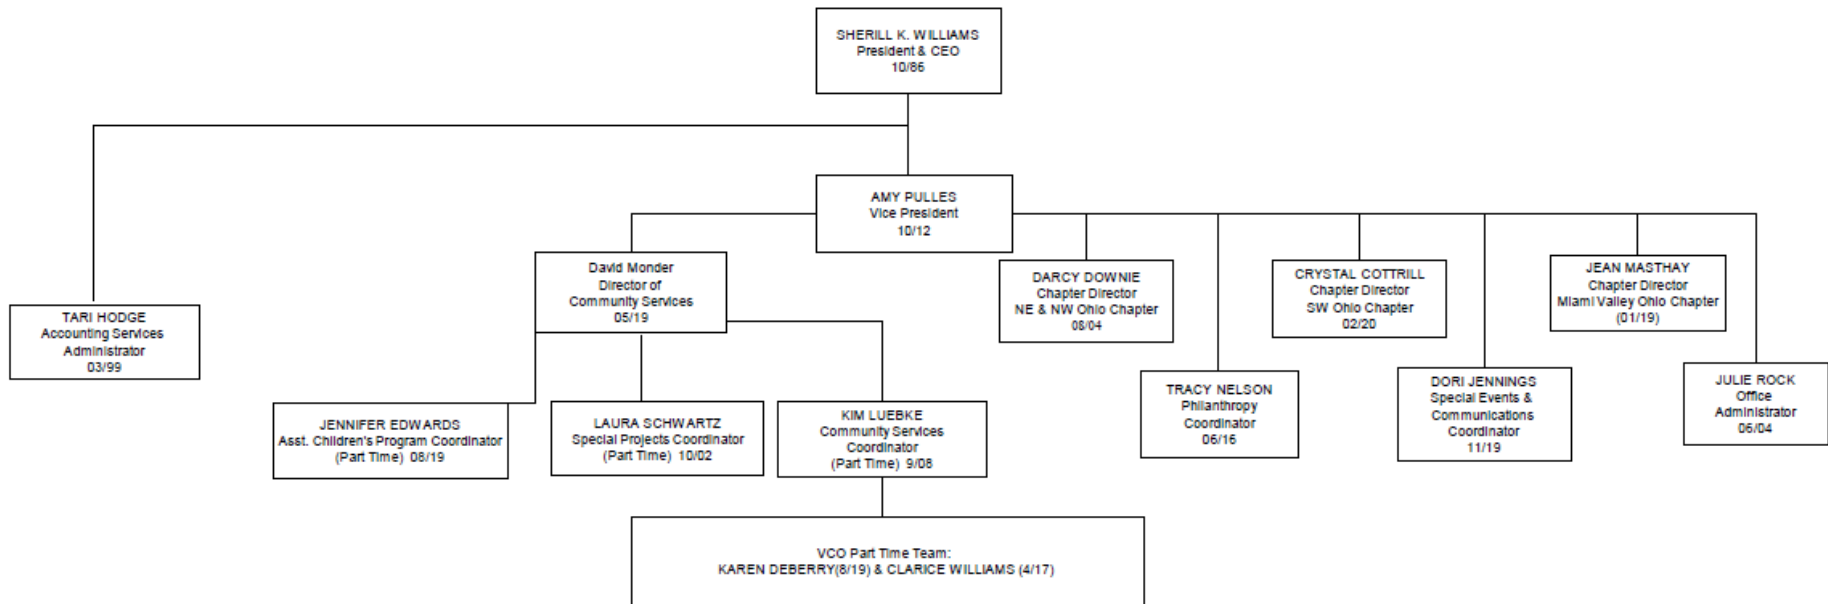 SHERILL K. WILLIAMS
President & CEO
10/86
AMY PULLES
Vice President
10/12
David Monder
Director of
Community Services
05/19
DARCY DOWNIE
Chapter Director
NE & NW Ohio Chapter
08/04
CRYSTAL COTTRILL
Chapter Director
SW Ohio Chapter
02/20
JEAN MASTHAY
Chapter Director
Miami Valley Ohio Chapter
(01/19)
TARI HODGE
Accounting Services
Administrator
03/99
TRACY NELSON
Philanthropy
Coordinator
06/16
DORI JENNINGS
Special Events &
Communications
Coordinator
11/19
JULIE ROCK
Office
Administrator
06/04
JENNIFER EDWARDS
Asst. Children's Program Coordinator
(Part Time) 08/19
LAURA SCHWARTZ
Special Projects Coordinator
(Part Time) 10/02
KIM LUEBKE
Community Services
Coordinator
(Part Time) 9/08
VCO Part Time Team:
KAREN DEBERRY(8/19) & CLARICE WILLIAMS (4/17)